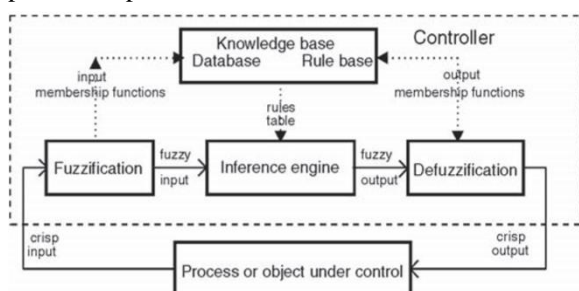 Controller
Knowledge base
Database Rule base
input
membership functions
output
membership functions
rules
table
Fuzzification
fuzzy
input
Inference engine
fuzzy
output
Defuzzification
crisp
input
crisp
output
Process or object under control